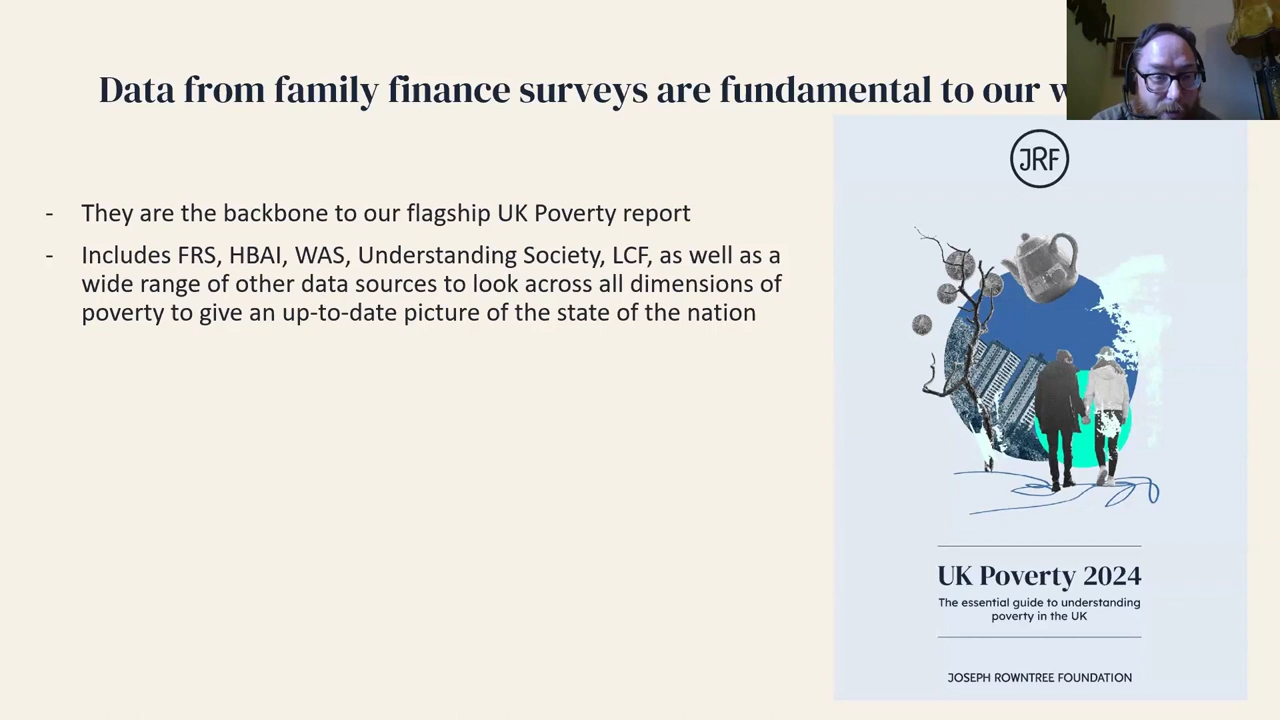 Data from family finance surveys are fundamental to our
- They are the backbone to our flagship UK Poverty report
- Includes FRS, HBAI, WAS, Understanding Society, LCF, as well as a
wide range of other data sources to look across all dimensions of
poverty to give an up-to-date picture of the state of the nation
JRF
UK Poverty 2024
The essential guide to understanding
poverty in the UK
JOSEPH ROWNTREE FOUNDATION